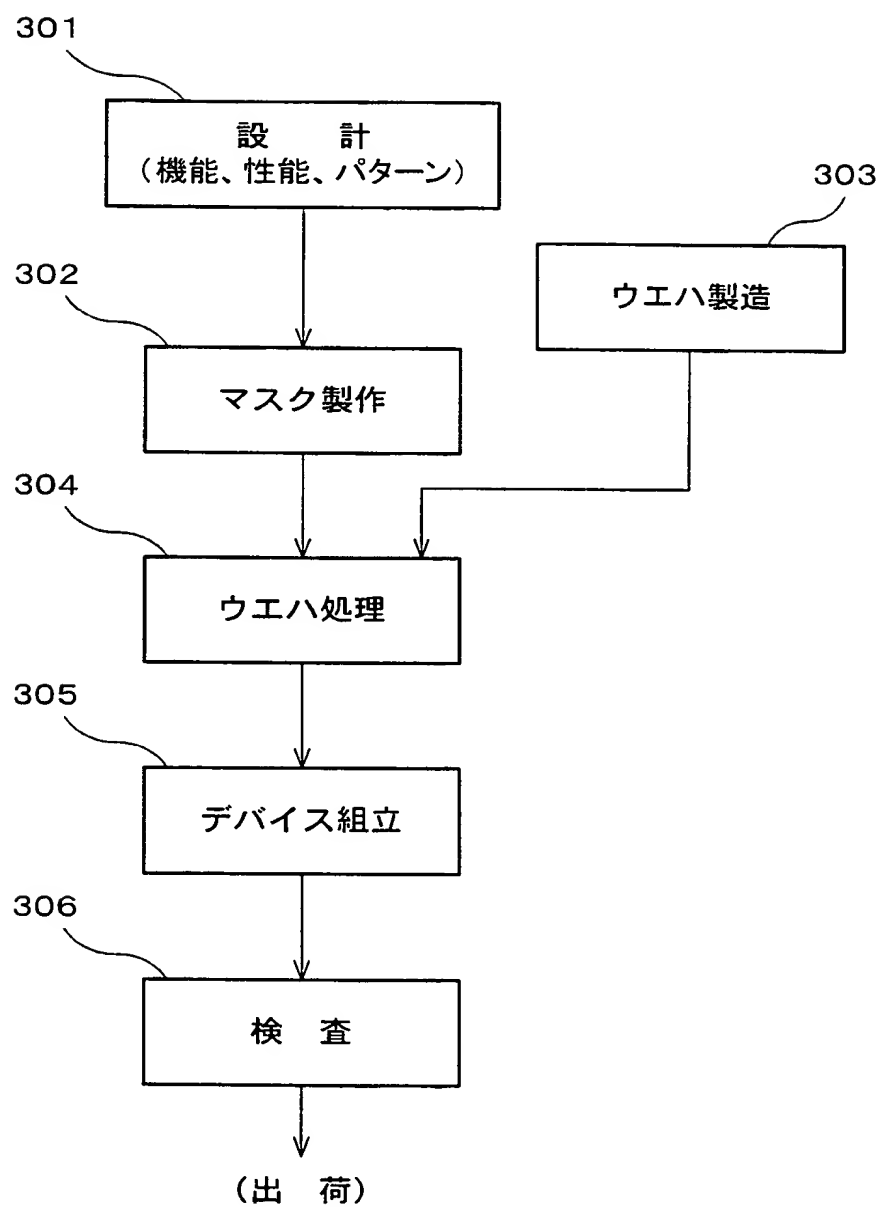 301
設　計
(機能、性能、パターン)
303
ウエハ製造
302
マスク製作
304
ウエハ処理
305
デバイス組立
306
検　査
(出　荷)